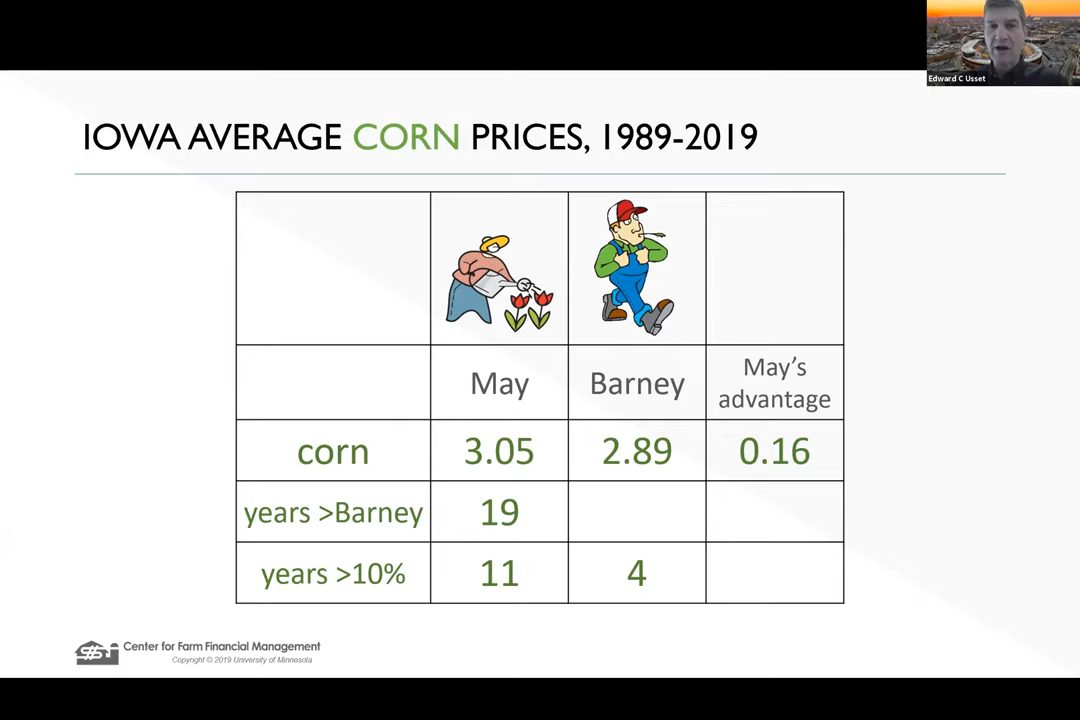 Edward C Usset
IOWA AVERAGE CORN PRICES, 1989-2019
May Barney May's
advantage
corn 3.05 2.89 0.16
years >Barney 19
years >10% 11 4
Center for Farm Financial Management
Copyright © 2019 University of Minnesota